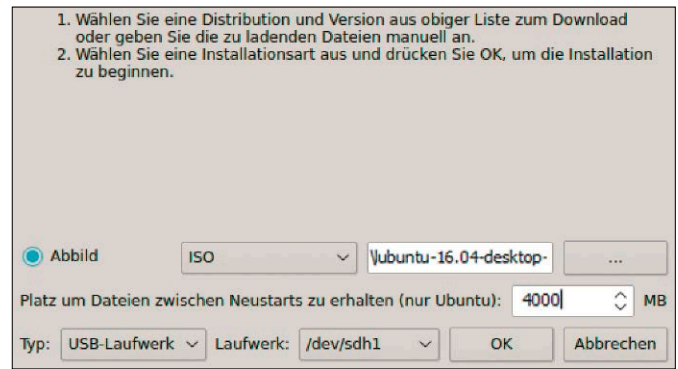 1. Wählen Sie eine Distribution und Version aus obiger Liste zum Download
oder geben Sie die zu ladenden Dateien manuell an.
2. Wählen Sie eine Installationsart aus und drücken Sie OK, um die Installation
zu beginnen.
Abbild ISO \lubuntu-16.04-desktop- ...
Platz um Dateien zwischen Neustarts zu erhalten (nur Ubuntu): 4000 MB
Typ: USB-Laufwerk Laufwerk: /dev/sdh1 OK Abbrechen